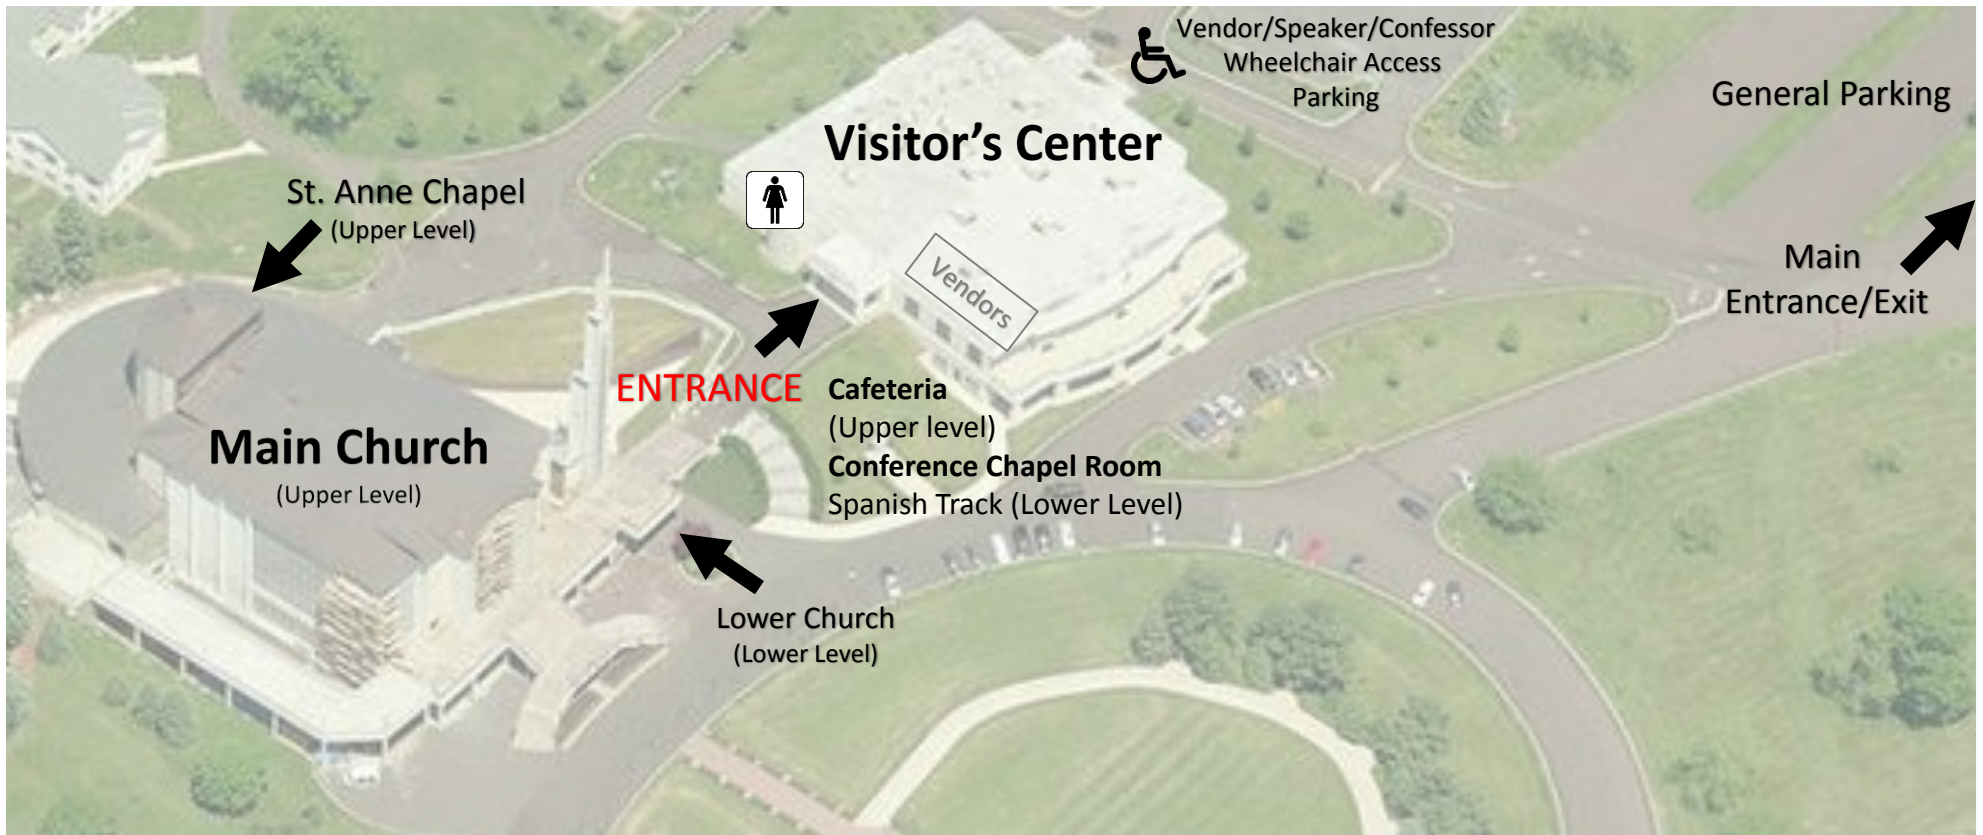 Vendor/Speaker/Confessor
Wheelchair Access
Parking
General Parking
Visitor's Center
St. Anne Chapel
(Upper Level)
Vendors
Main
Entrance/Exit
ENTRANCE
Cafeteria
(Upper level)
Conference Chapel Room
Spanish Track (Lower Level)
Main Church
(Upper Level)
Lower Church
(Lower Level)